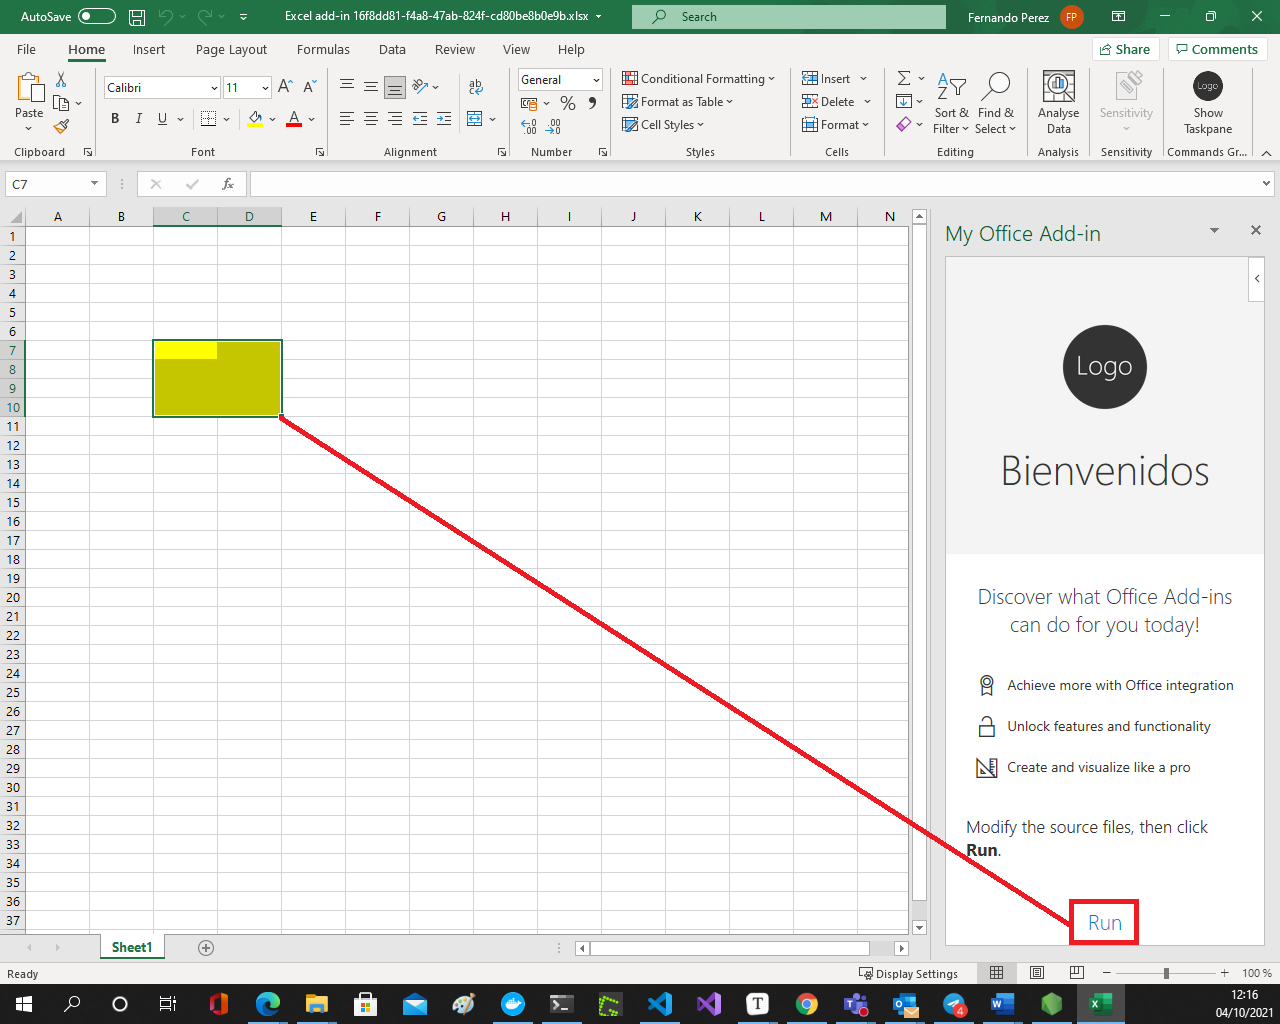 AutoSave
Excel add-in 16f8dd81-f4a8-47ab-824f-cd80be8b0e9b.xlsx
Search
Fernando Perez
FP
File Home Insert Page Layout Formulas Data Review View Help
Share
Comments
Paste
Clipboard
Calibri
11
B I U
A
Font
ab
Alignment
General
%
Number
Conditional Formatting
Format as Table
Cell Styles
Styles
Insert
Delete
Format
Cells
Sort &
Filter
Find &
Select
Editing
Analyse
Data
Analysis
Sensitivity
Sensitivity
Logo
Show
Taskpane
Commands Gr...
C7
fx
A B C D E F G H I J K L M N
1
2
3
4
5
6
7
8
9
10
11
12
13
14
15
16
17
18
19
20
21
22
23
24
25
26
27
28
29
30
31
32
33
34
35
36
37
My Office Add-in
Logo
Bienvenidos
Discover what Office Add-ins
can do for you today!
Achieve more with Office integration
Unlock features and functionality
Create and visualize like a pro
Modify the source files, then click
Run.
Run
Sheet1
Ready
Display Settings
100 %
T
4
12:16
04/10/2021